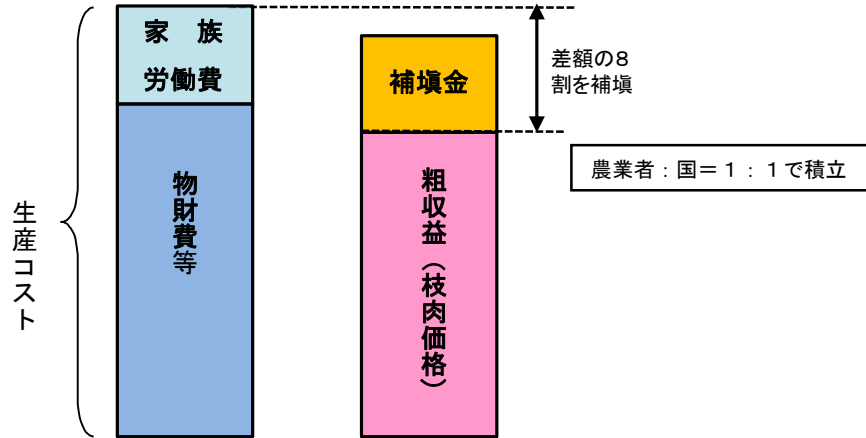 家　族
労働費
物財費等
生産コスト
補塡金
粗収益（枝肉価格）
差額の８
割を補塡
農業者：国＝１：１で積立